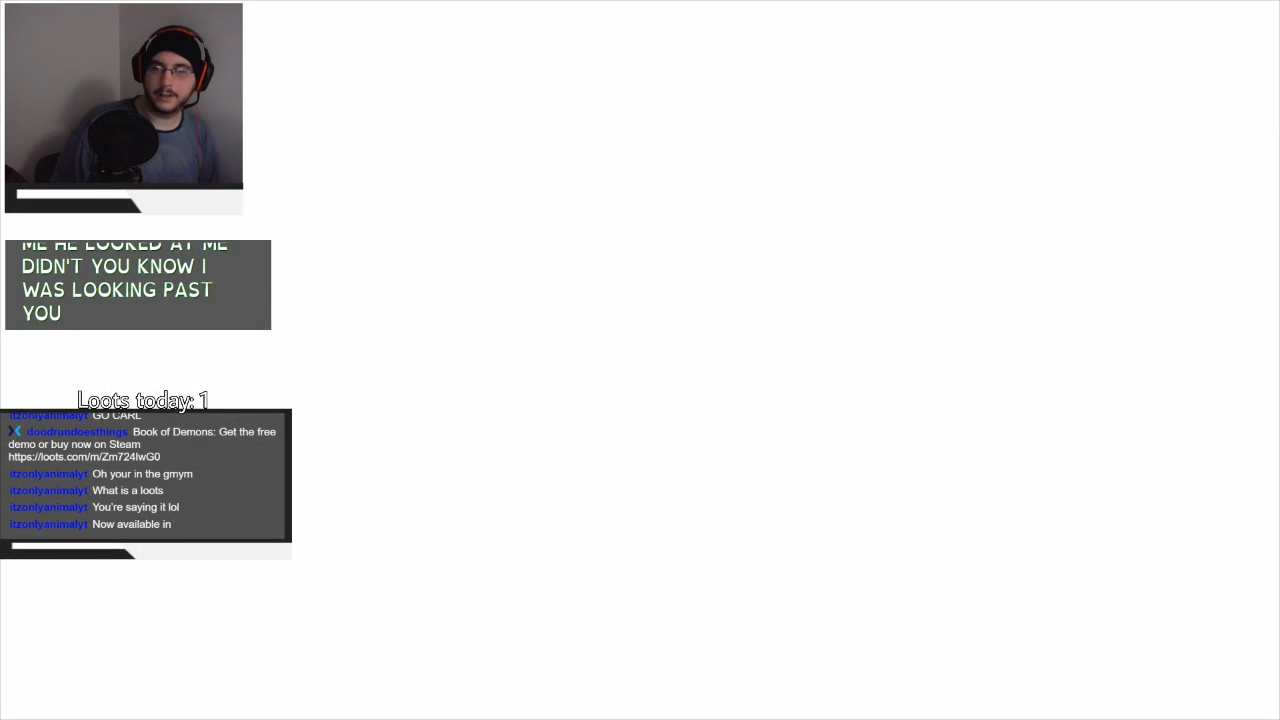 ME HE LOOKED AT ME
DIDN'T YOU KNOW I
WAS LOOKING PAST
YOU
Loots today: 1
itzonlyanimalyt GO CARL
doodrundoesthings Book of Demons: Get the free
demo or buy now on Steam
https://loots.com/m/Zm724IwG0
itzonlyanimalyt Oh your in the gmym
itzonlyanimalyt What is a loots
itzonlyanimalyt You're saying it lol
itzonlyanimalyt Now available in